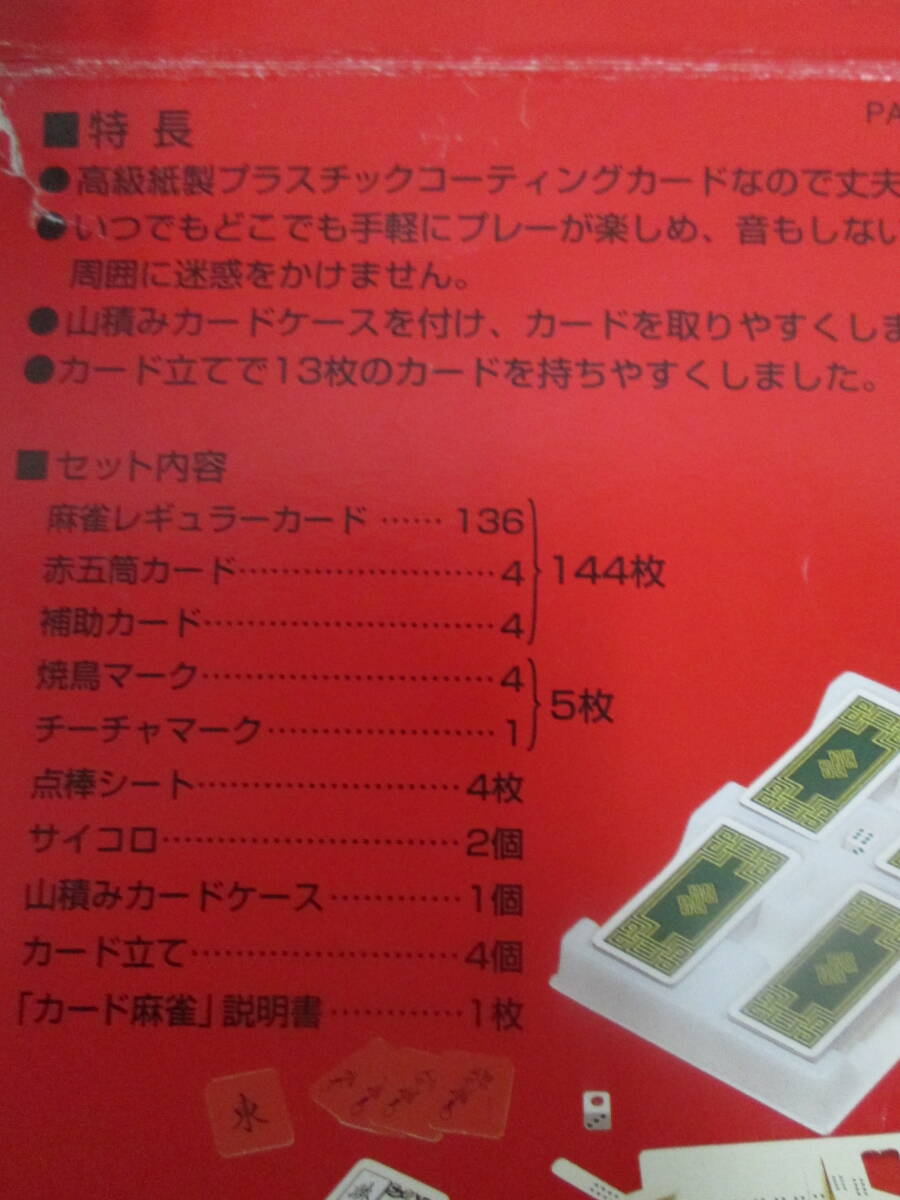 ■特長
PA
●高級紙製プラスチックコーティングカードなので丈夫
●いつでもどこでも手軽にプレーが楽しめ、音もしない
周囲に迷惑をかけません。
●山積みカードケースを付け、カードを取りやすくしま
●カード立てで13枚のカードを持ちやすくしました。
■セット内容
麻雀レギュラーカード……136
赤五筒カード……………………4
144枚
補助カード………………………4
焼鳥マーク………………………4
5枚
チーチャマーク…………………1
点棒シート……………………4枚
サイコロ………………………2個
山積みカードケース…………1個
カード立て……………………4個
「カード麻雀」説明書…………1枚